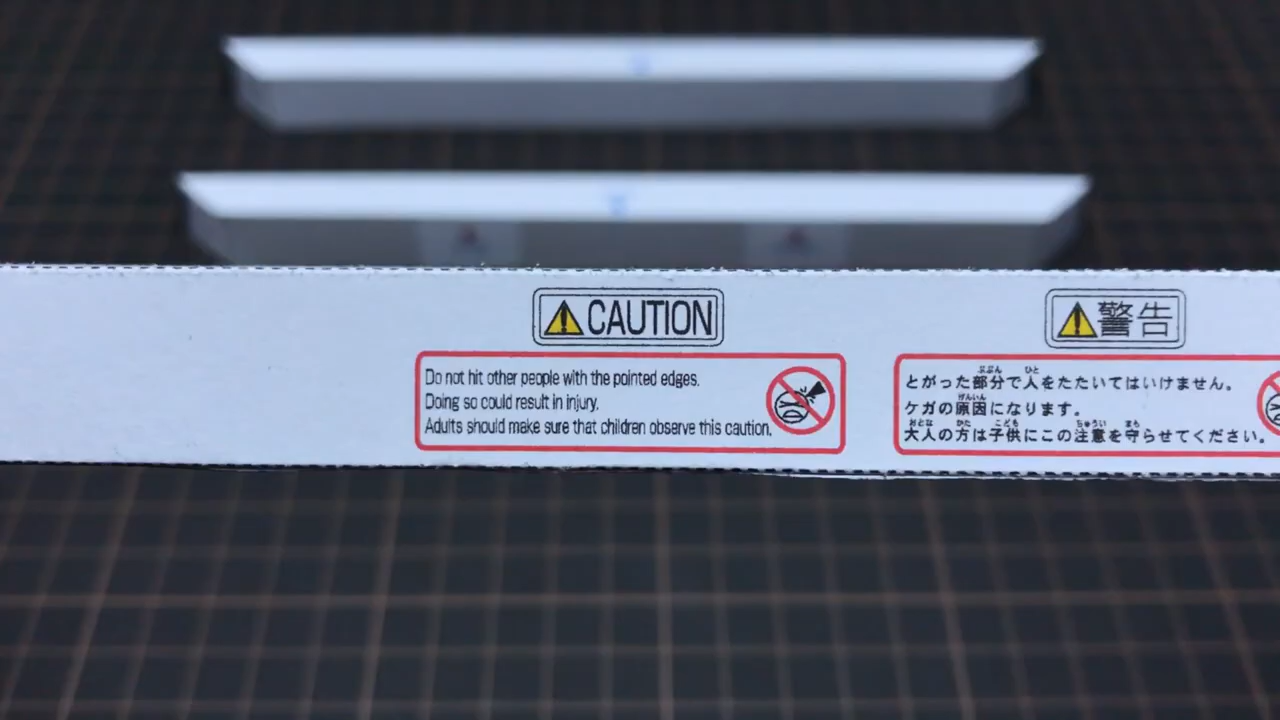 CAUTION
Do not hit other people with the pointed edges.
Doing so could result in injury.
Adults should make sure that children observe this caution.
警告
とがった部分で人をたたいてはいけません。
ケガの原因になります。
大人の方は子供にこの注意を守らせてください。